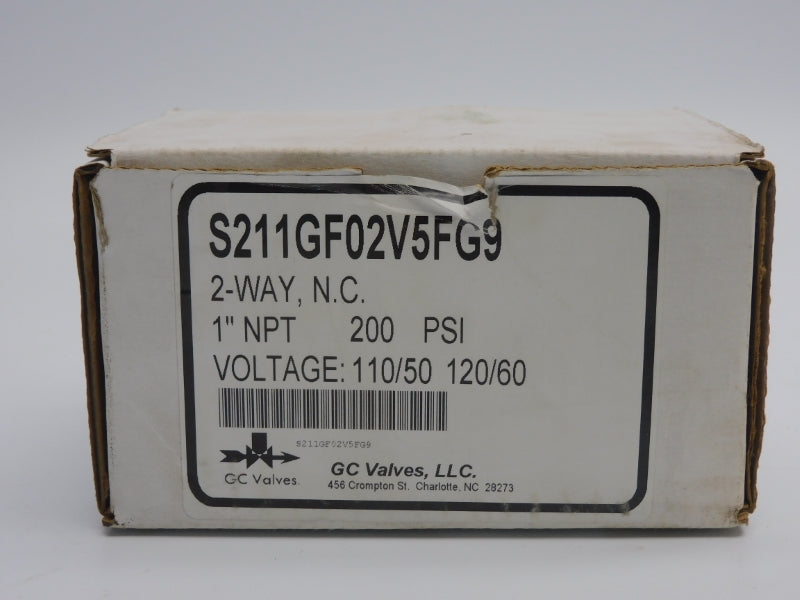 S211GF02V5FG9
2-WAY, N.C.
1" NPT 200 PSI
VOLTAGE: 110/50 120/60
S211GF02V5FG9
GC Valves.
GC Valves, LLC.
456 Crompton St. Charlotte, NC 28273